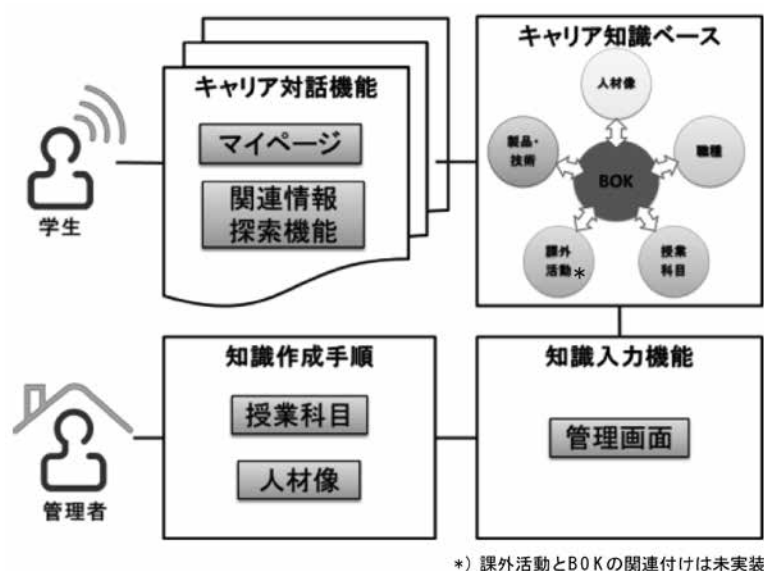 キャリア対話機能
マイページ
関連情報
探索機能
学生
キャリア知識ベース
人材像
製品・
技術
職種
BOK
課外
活動*
授業
科目
知識作成手順
授業科目
人材像
管理者
知識入力機能
管理画面
*) 課外活動とBOKの関連付けは未実装